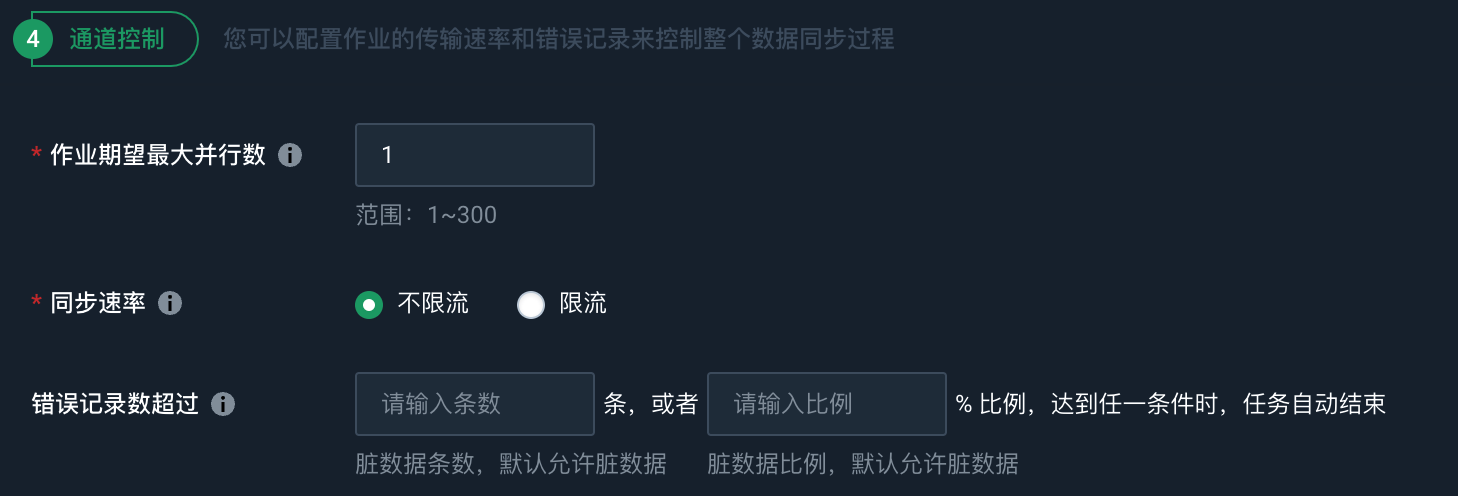 4 通道控制 您可以配置作业的传输速率和错误记录来控制整个数据同步过程
* 作业期望最大并行数 i 1
范围：1~300
* 同步速率 i 不限流 限流
错误记录数超过 i 请输入条数 条，或者 请输入比例 % 比例，达到任一条件时，任务自动结束
脏数据条数，默认允许脏数据 脏数据比例，默认允许脏数据